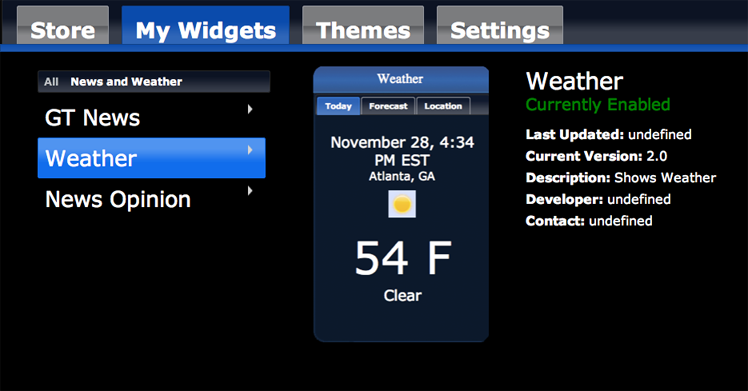 Store My Widgets Themes Settings
All News and Weather
GT News
Weather
News Opinion
Weather
Today Forecast Location
November 28, 4:34
PM EST
Atlanta, GA
54 F
Clear
Weather
Currently Enabled
Last Updated: undefined
Current Version: 2.0
Description: Shows Weather
Developer: undefined
Contact: undefined